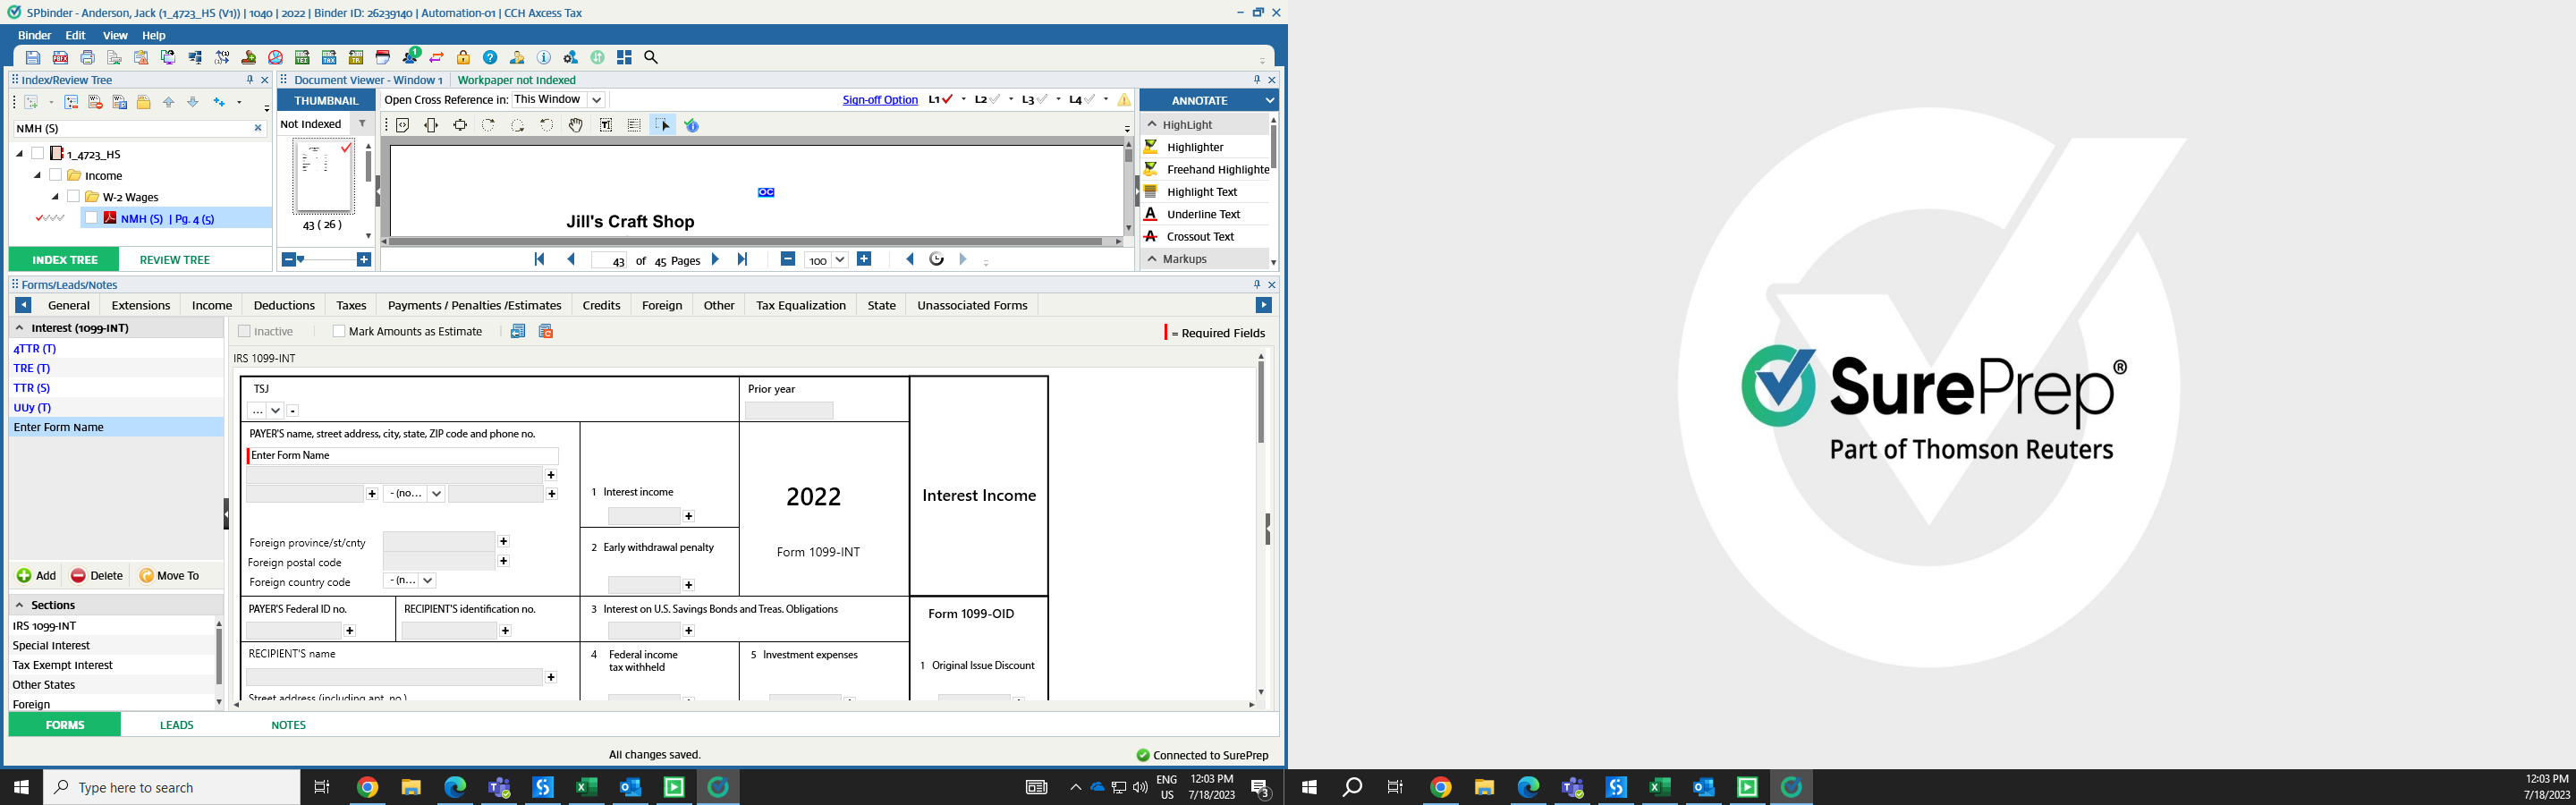 SPbinder - Anderson, Jack (1_4723_HS (V1)) | 1040 | 2022 | Binder ID: 26239140 | Automation-01 | CCH Axcess Tax
Binder Edit View Help
1
Index/Review Tree
Document Viewer - Window 1 Workpaper not Indexed
THUMBNAIL
Open Cross Reference in: This Window
Sign-off Option L1 L2 L3 L4
ANNOTATE
NMH (S)
Not Indexed
HighLight
1_4723_HS
Income
W-2 Wages
NMH (S) | Pg. 4 (5)
43 ( 26 )
OC
Jill's Craft Shop
Highlighter
Freehand Highlighte
Highlight Text
Underline Text
Crossout Text
Markups
INDEX TREE REVIEW TREE
43 of 45 Pages
100
Forms/Leads/Notes
General Extensions Income Deductions Taxes Payments / Penalties /Estimates Credits Foreign Other Tax Equalization State Unassociated Forms
Interest (1099-INT)
Inactive Mark Amounts as Estimate
= Required Fields
4TTR (T)
TRE (T)
TTR (S)
UUy (T)
Enter Form Name
IRS 1099-INT
TSJ
...
-
Prior year
PAYER'S name, street address, city, state, ZIP code and phone no.
Enter Form Name
- (no...
1 Interest income
2022
Interest Income
Foreign province/st/cnty
Foreign postal code
Foreign country code
- (n...
2 Early withdrawal penalty
Form 1099-INT
PAYER'S Federal ID no.
RECIPIENT'S identification no.
3 Interest on U.S. Savings Bonds and Treas. Obligations
Form 1099-OID
RECIPIENT'S name
4 Federal income tax withheld
5 Investment expenses
1 Original Issue Discount
Street address (including apt. no.)
Add Delete Move To
Sections
IRS 1099-INT
Special Interest
Tax Exempt Interest
Other States
Foreign
FORMS LEADS NOTES
All changes saved.
Connected to SurePrep
Type here to search
ENG
US
12:03 PM
7/18/2023
3
SurePrep®
Part of Thomson Reuters
12:03 PM
7/18/2023